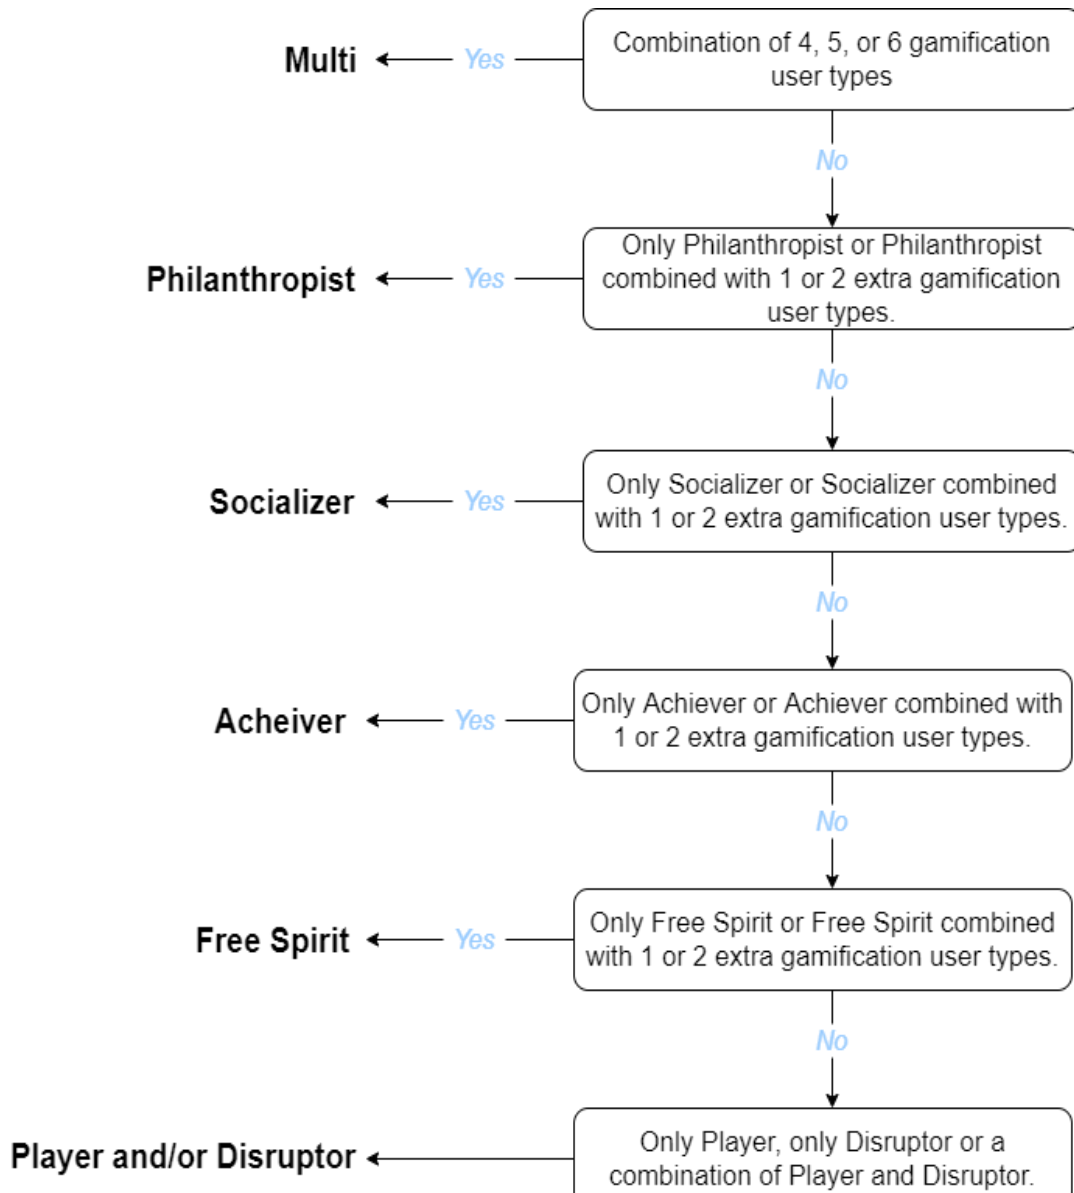 Combination of 4, 5, or 6 gamification
user types
Multi
Yes
No
Only Philanthropist or Philanthropist
combined with 1 or 2 extra gamification
user types.
Philanthropist
Yes
No
Only Socializer or Socializer combined
with 1 or 2 extra gamification user types.
Socializer
Yes
No
Only Achiever or Achiever combined with
1 or 2 extra gamification user types.
Acheiver
Yes
No
Only Free Spirit or Free Spirit combined
with 1 or 2 extra gamification user types.
Free Spirit
Yes
No
Only Player, only Disruptor or a
combination of Player and Disruptor.
Player and/or Disruptor